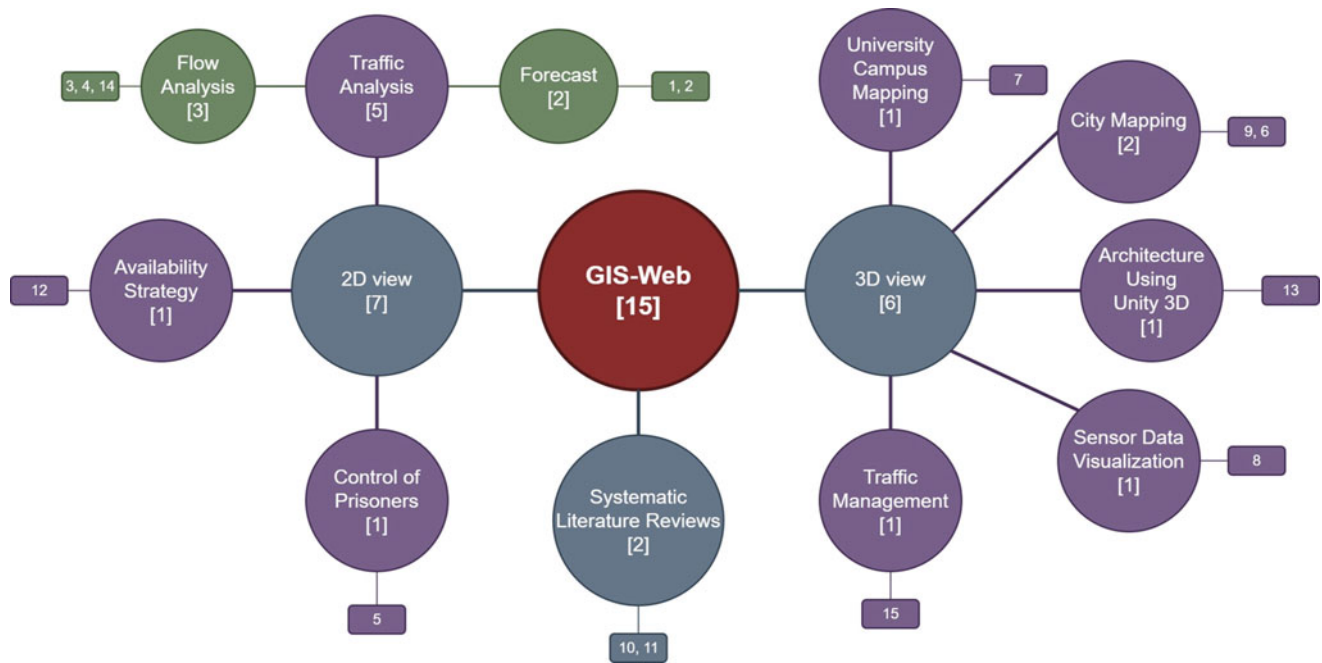 3, 4, 14
Flow
Analysis
[3]
Traffic
Analysis
[5]
Forecast
[2]
1, 2
University
Campus
Mapping
[1]
7
City Mapping
[2]
9, 6
12
Availability
Strategy
[1]
2D view
[7]
GIS-Web
[15]
3D view
[6]
Architecture
Using
Unity 3D
[1]
13
Control of
Prisoners
[1]
5
Systematic
Literature Reviews
[2]
10, 11
Traffic
Management
[1]
15
Sensor Data
Visualization
[1]
8